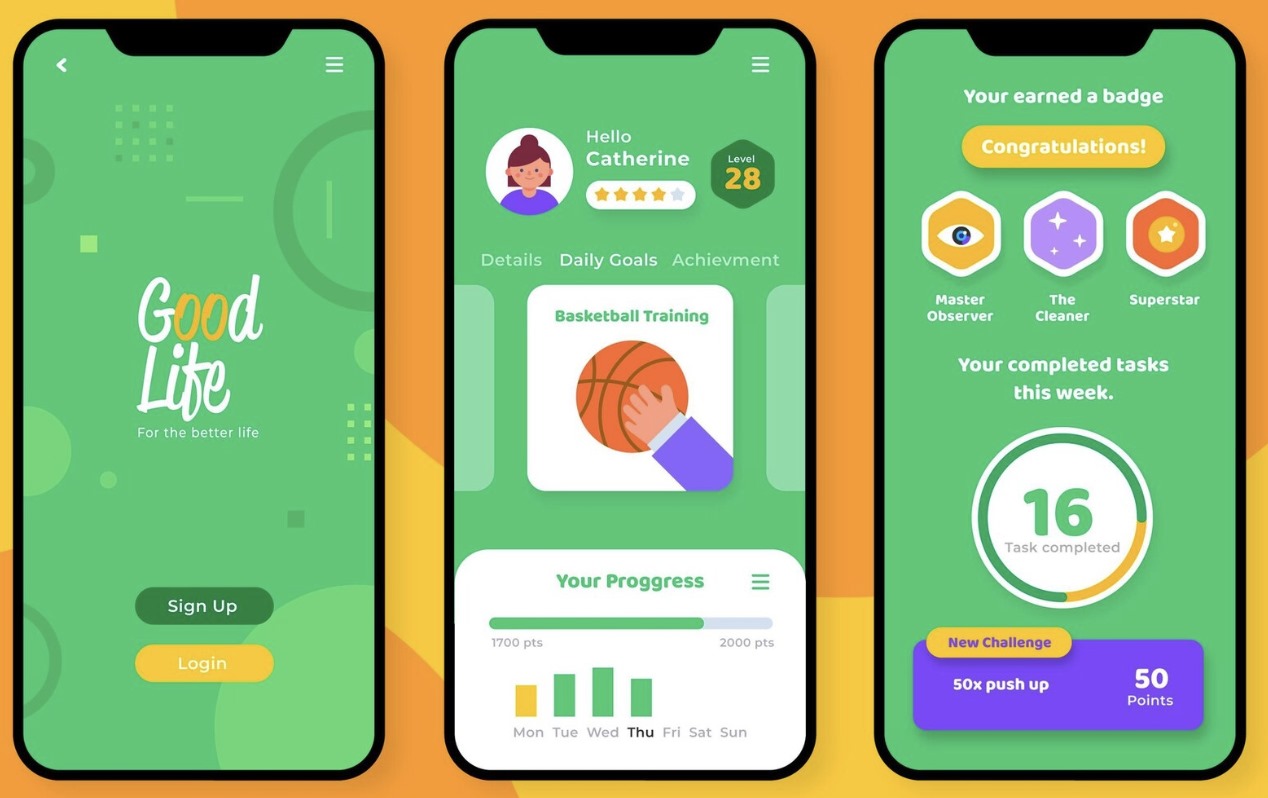 Good
Life
For the better life
Sign Up
Login
Hello
Catherine
Level
28
Details Daily Goals Achievment
Basketball Training
Your Proggress
1700 pts 2000 pts
Mon Tue Wed Thu Fri Sat Sun
Your earned a badge
Congratulations!
Master
Observer
The
Cleaner
Superstar
Your completed tasks
this week.
16
Task completed
New Challenge
50x push up
50
Points